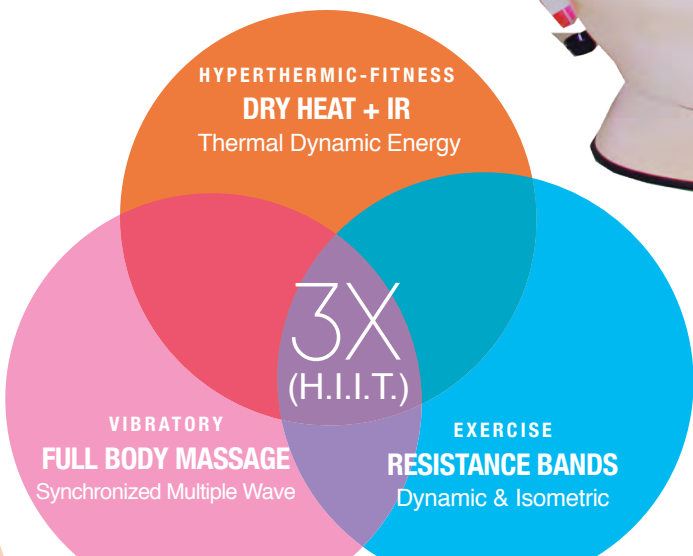 HYPERTHERMIC-FITNESS
DRY HEAT + IR
Thermal Dynamic Energy
3X
(H.I.I.T.)
VIBRATORY
FULL BODY MASSAGE
Synchronized Multiple Wave
EXERCISE
RESISTANCE BANDS
Dynamic & Isometric